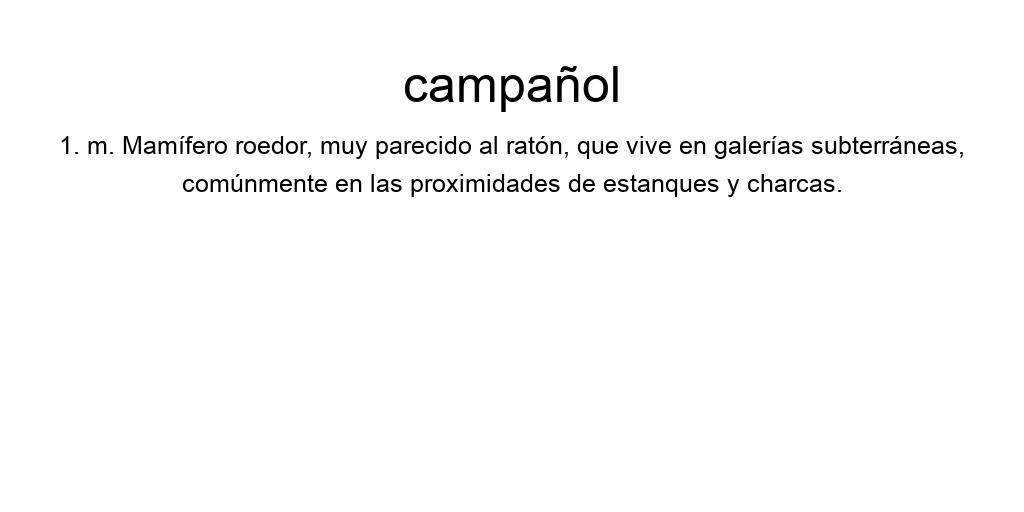 campañol
1. m. Mamífero roedor, muy parecido al ratón, que vive en galerías subterráneas,
comúnmente en las proximidades de estanques y charcas.